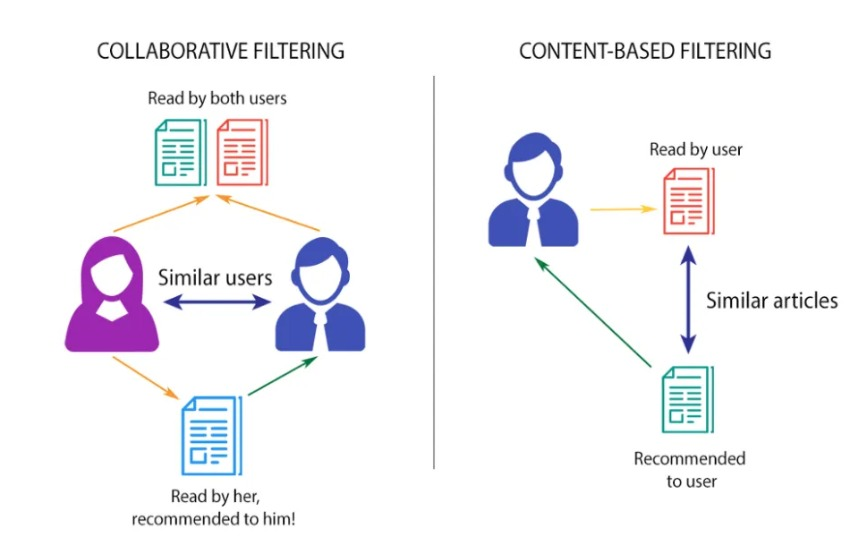 COLLABORATIVE FILTERING
Read by both users
Similar users
Read by her,
recommended to him!
CONTENT-BASED FILTERING
Read by user
Similar articles
Recommended
to user